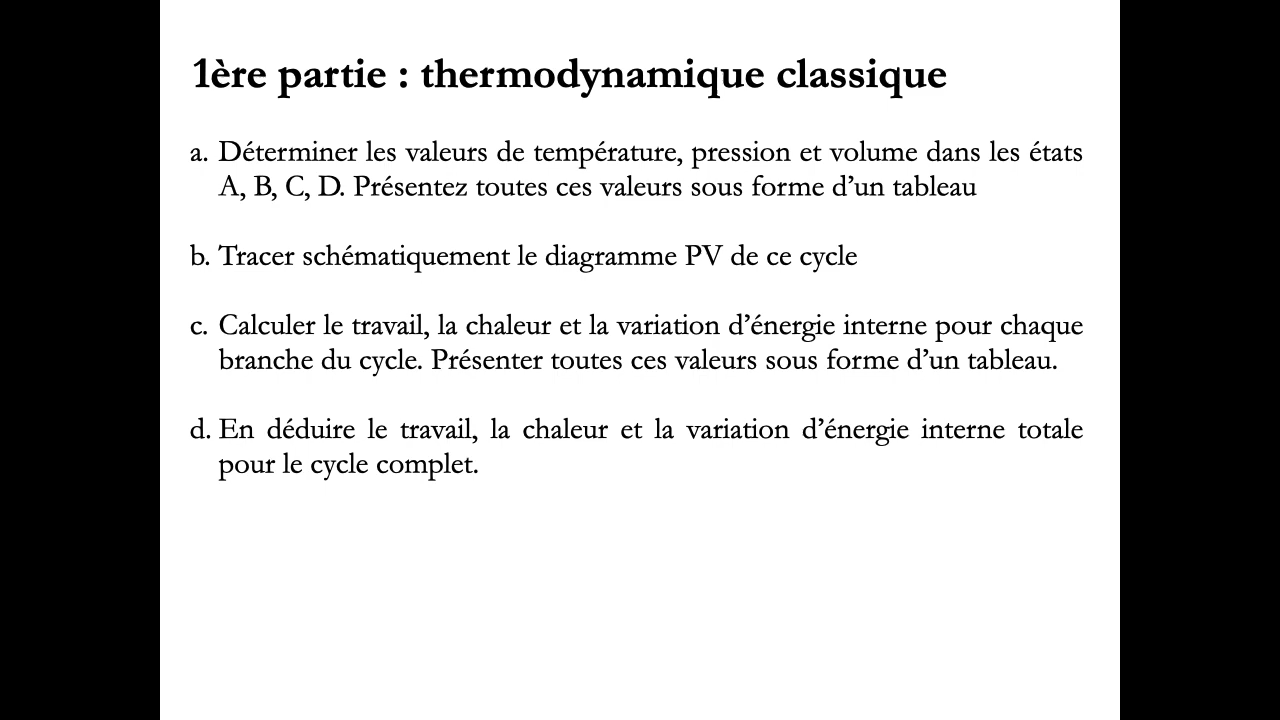 1ère partie : thermodynamique classique
a. Déterminer les valeurs de température, pression et volume dans les états
A, B, C, D. Présentez toutes ces valeurs sous forme d’un tableau
b. Tracer schématiquement le diagramme PV de ce cycle
c. Calculer le travail, la chaleur et la variation d’énergie interne pour chaque
branche du cycle. Présenter toutes ces valeurs sous forme d’un tableau.
d. En déduire le travail, la chaleur et la variation d’énergie interne totale
pour le cycle complet.